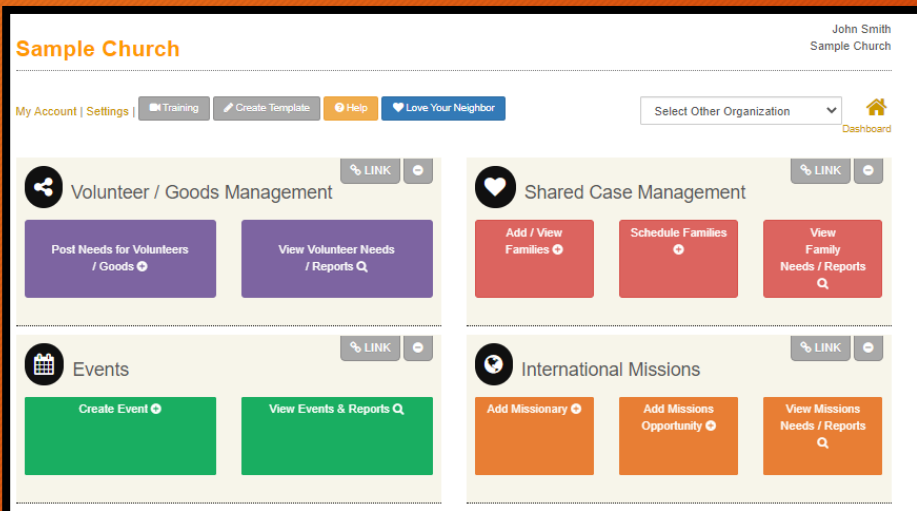 John Smith
Sample Church
Sample Church
My Account | Settings |
Training
Create Template
Help
Love Your Neighbor
Select Other Organization
Dashboard
LINK
Volunteer / Goods Management
Post Needs for Volunteers
/ Goods
View Volunteer Needs
/ Reports
LINK
Shared Case Management
Add / View
Families
Schedule Families
View
Family
Needs / Reports
LINK
Events
Create Event
View Events & Reports
LINK
International Missions
Add Missionary
Add Missions
Opportunity
View Missions
Needs / Reports